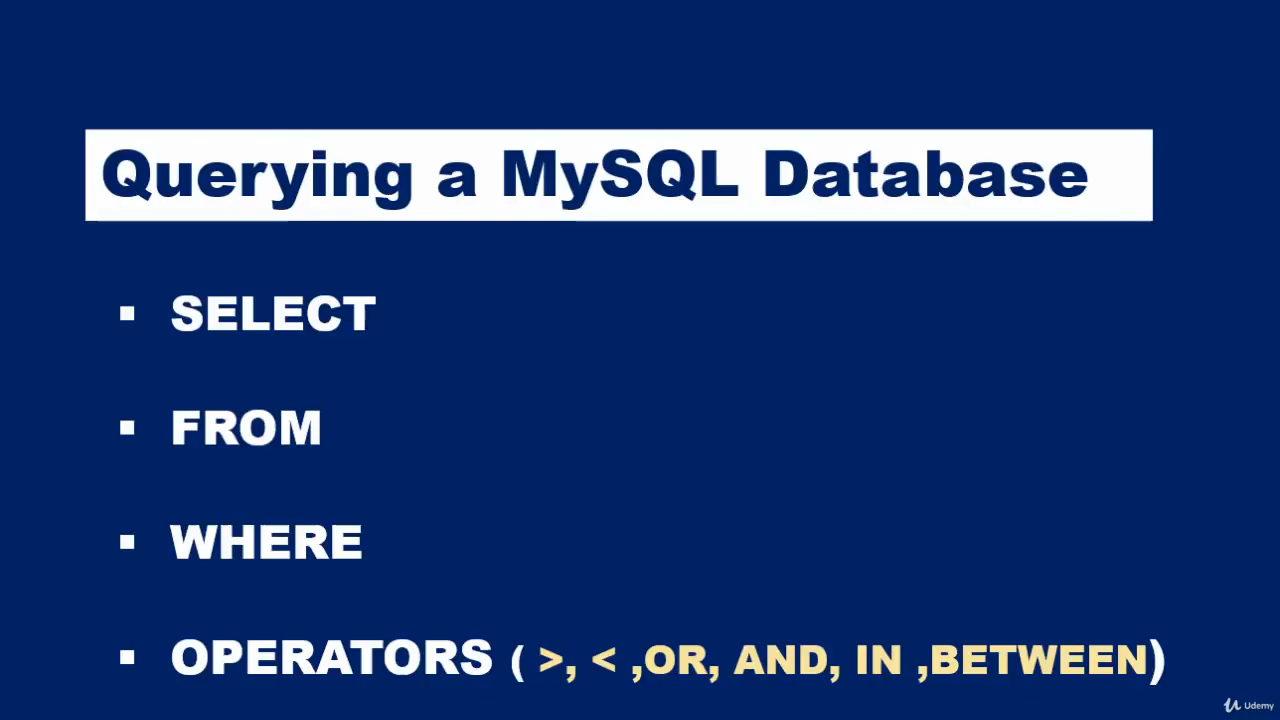 Querying a MySQL Database
▪ SELECT
▪ FROM
▪ WHERE
▪ OPERATORS ( >, < ,OR, AND, IN ,BETWEEN)
Udemy